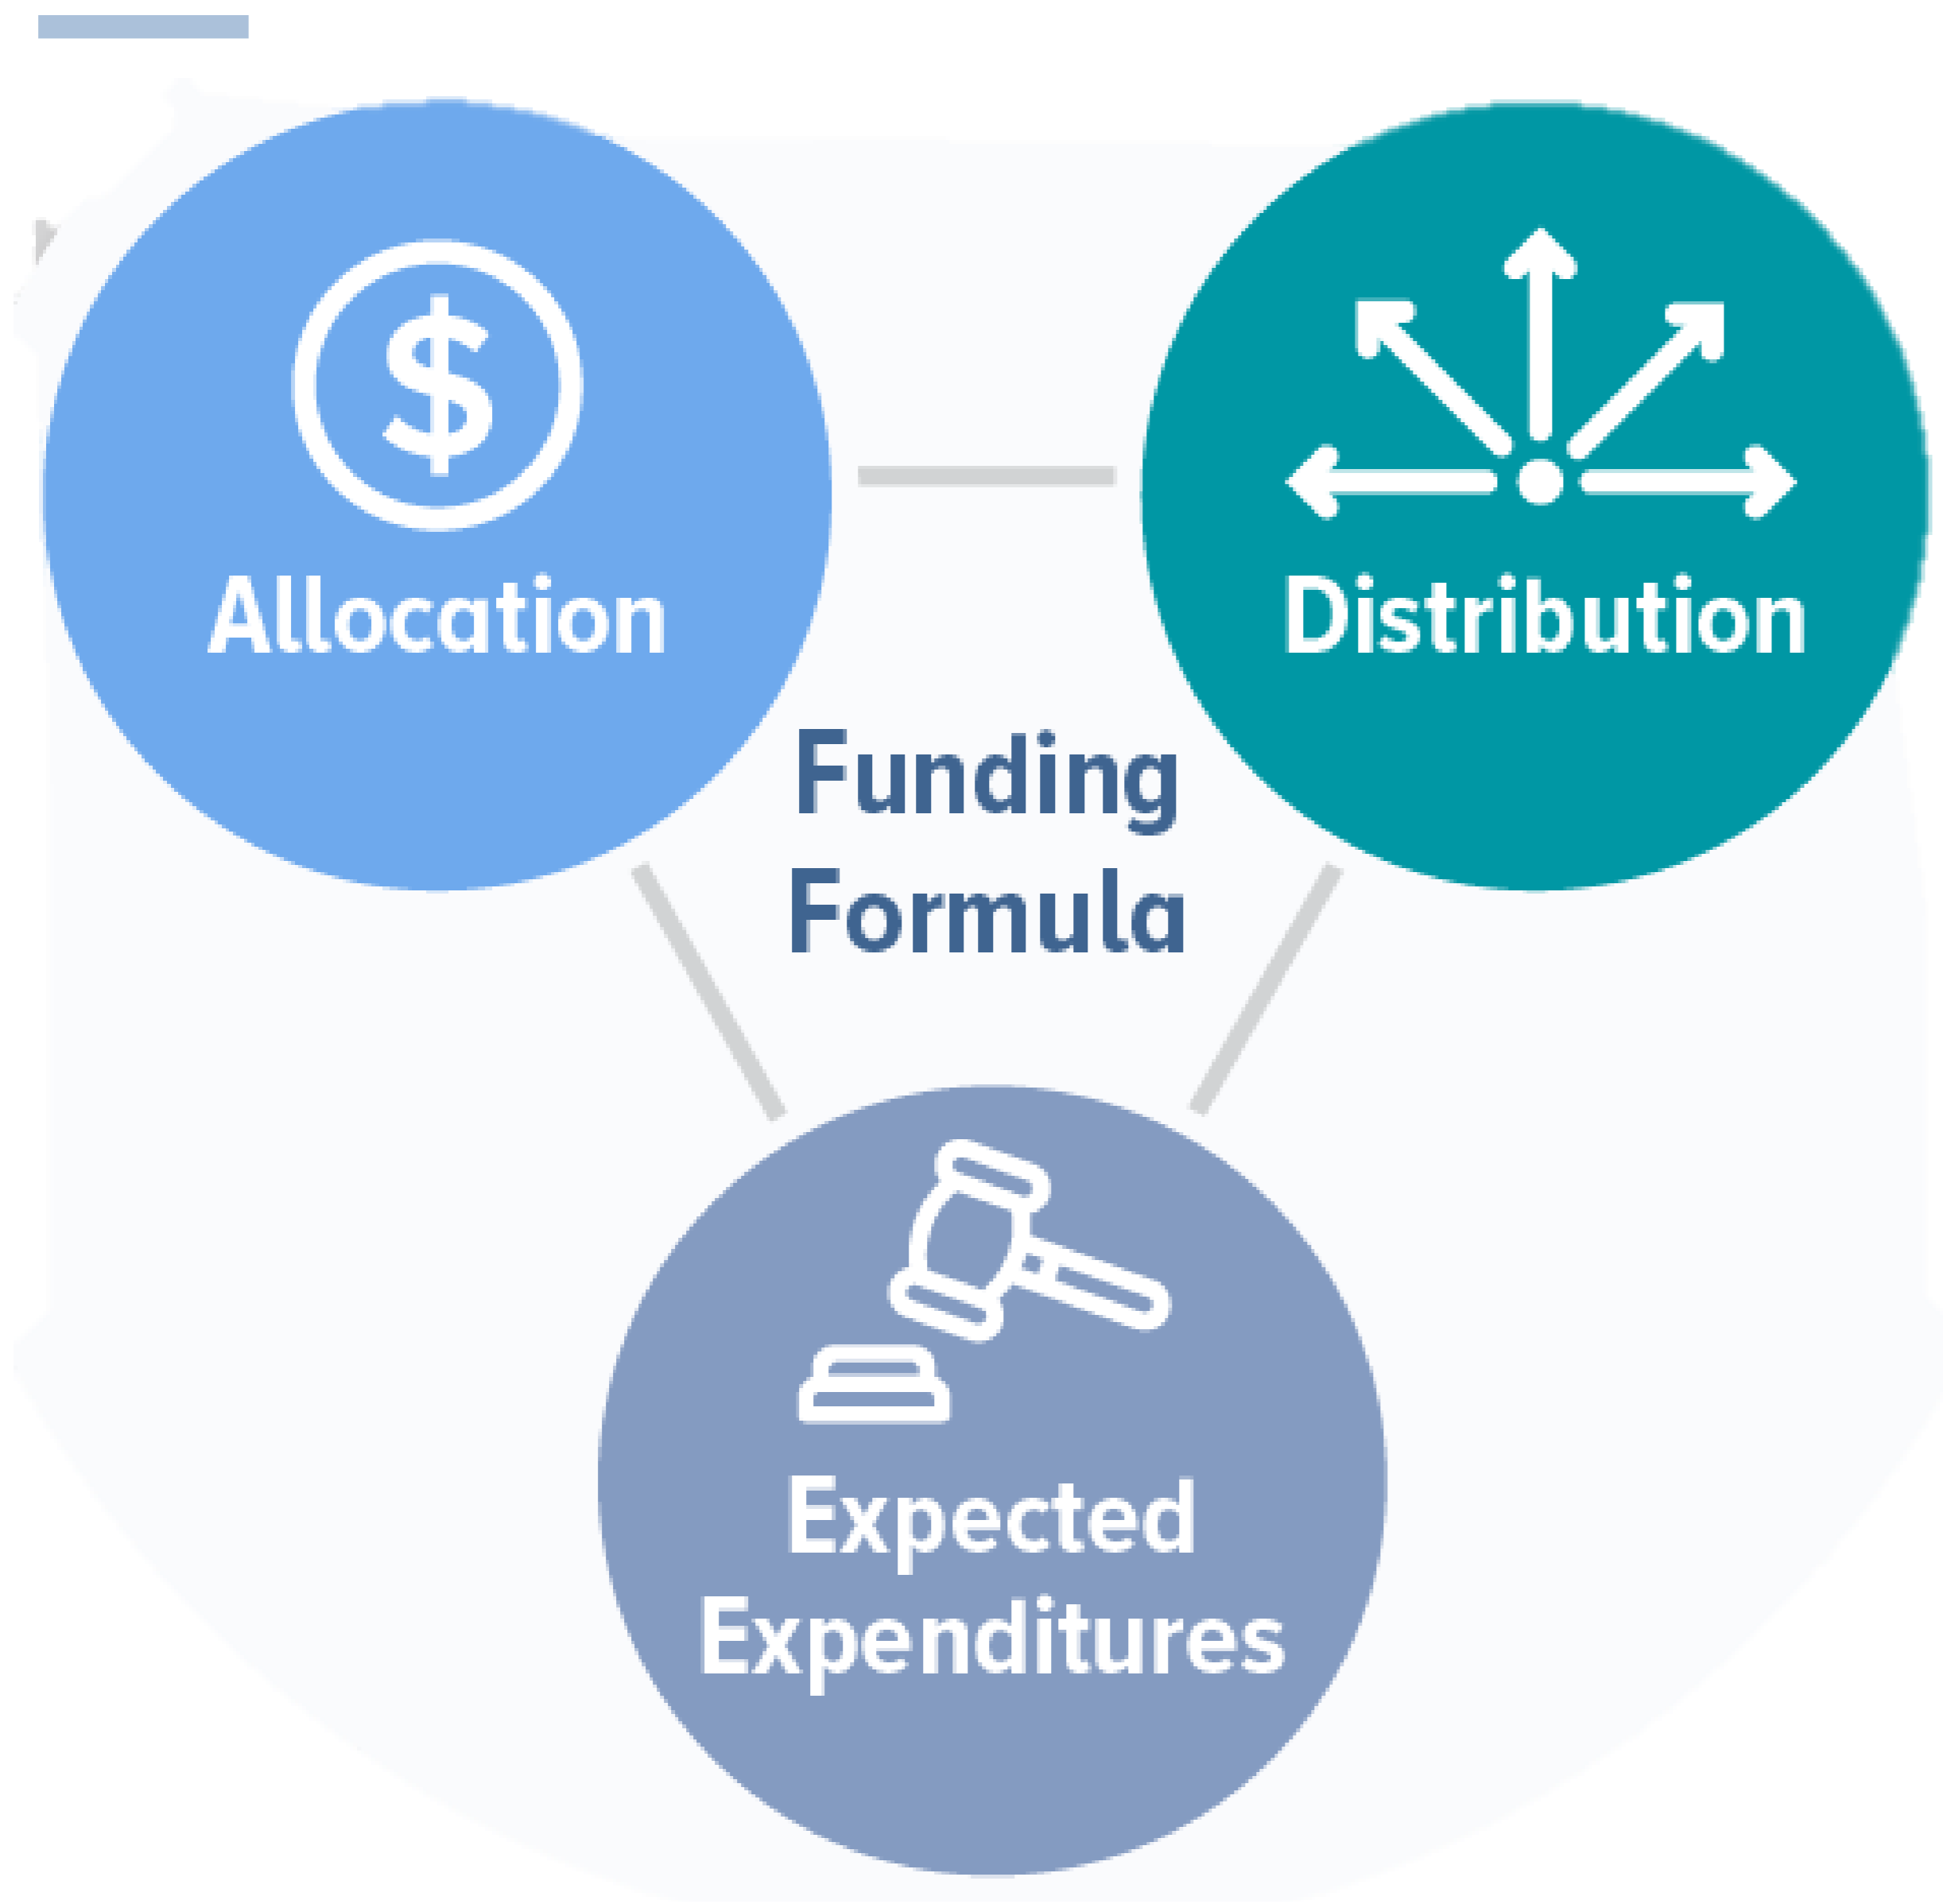 $
Allocation
Distribution
Funding
Formula
Expected
Expenditures